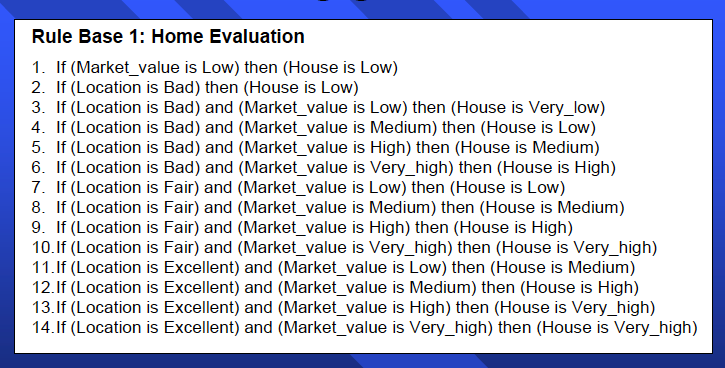 Rule Base 1: Home Evaluation
1. If (Market_value is Low) then (House is Low)
2. If (Location is Bad) then (House is Low)
3. If (Location is Bad) and (Market_value is Low) then (House is Very_low)
4. If (Location is Bad) and (Market_value is Medium) then (House is Low)
5. If (Location is Bad) and (Market_value is High) then (House is Medium)
6. If (Location is Bad) and (Market_value is Very_high) then (House is High)
7. If (Location is Fair) and (Market_value is Low) then (House is Low)
8. If (Location is Fair) and (Market_value is Medium) then (House is Medium)
9. If (Location is Fair) and (Market_value is High) then (House is High)
10.If (Location is Fair) and (Market_value is Very_high) then (House is Very_high)
11.If (Location is Excellent) and (Market_value is Low) then (House is Medium)
12.If (Location is Excellent) and (Market_value is Medium) then (House is High)
13.If (Location is Excellent) and (Market_value is High) then (House is Very_high)
14.If (Location is Excellent) and (Market_value is Very_high) then (House is Very_high)